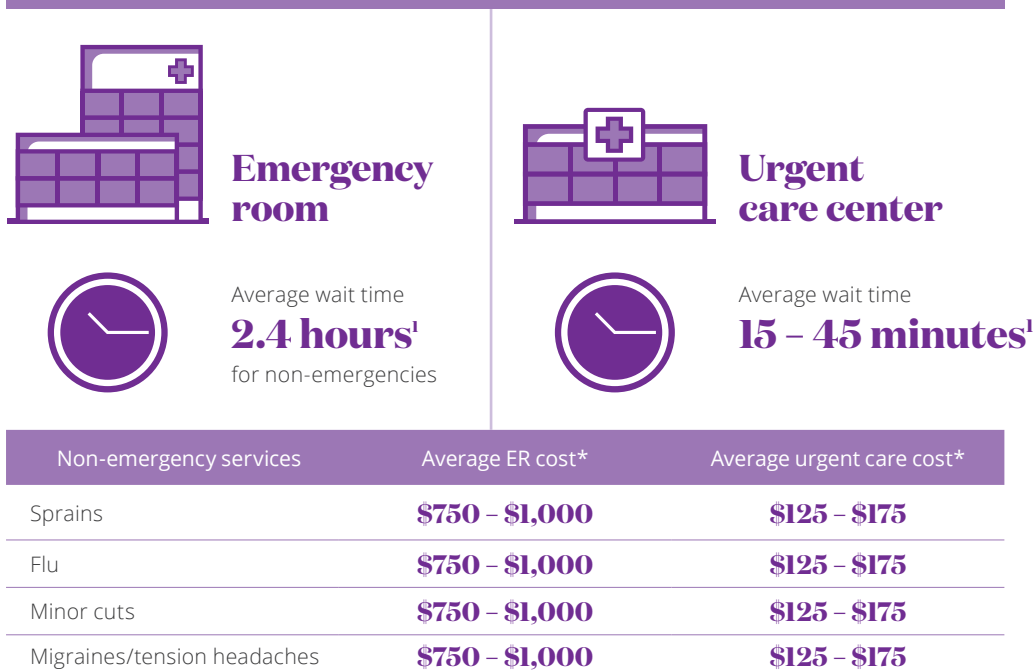 Emergency
room
Average wait time
2.4 hours¹
for non-emergencies
Urgent
care center
Average wait time
15 – 45 minutes¹
Non-emergency services Average ER cost* Average urgent care cost*
Sprains $750 – $1,000 $125 – $175
Flu $750 – $1,000 $125 – $175
Minor cuts $750 – $1,000 $125 – $175
Migraines/tension headaches $750 – $1,000 $125 – $175